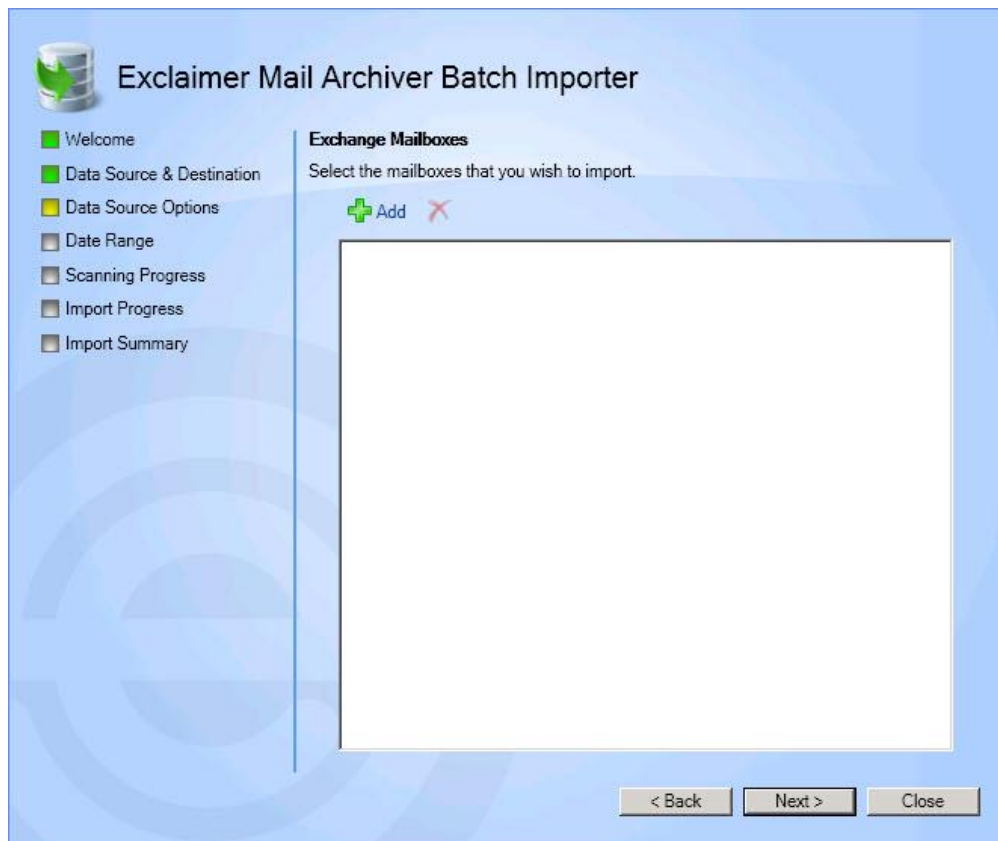 Exclaimer Mail Archiver Batch Importer
Welcome
Data Source & Destination
Data Source Options
Date Range
Scanning Progress
Import Progress
Import Summary
Exchange Mailboxes
Select the mailboxes that you wish to import.
Add
< Back
Next >
Close